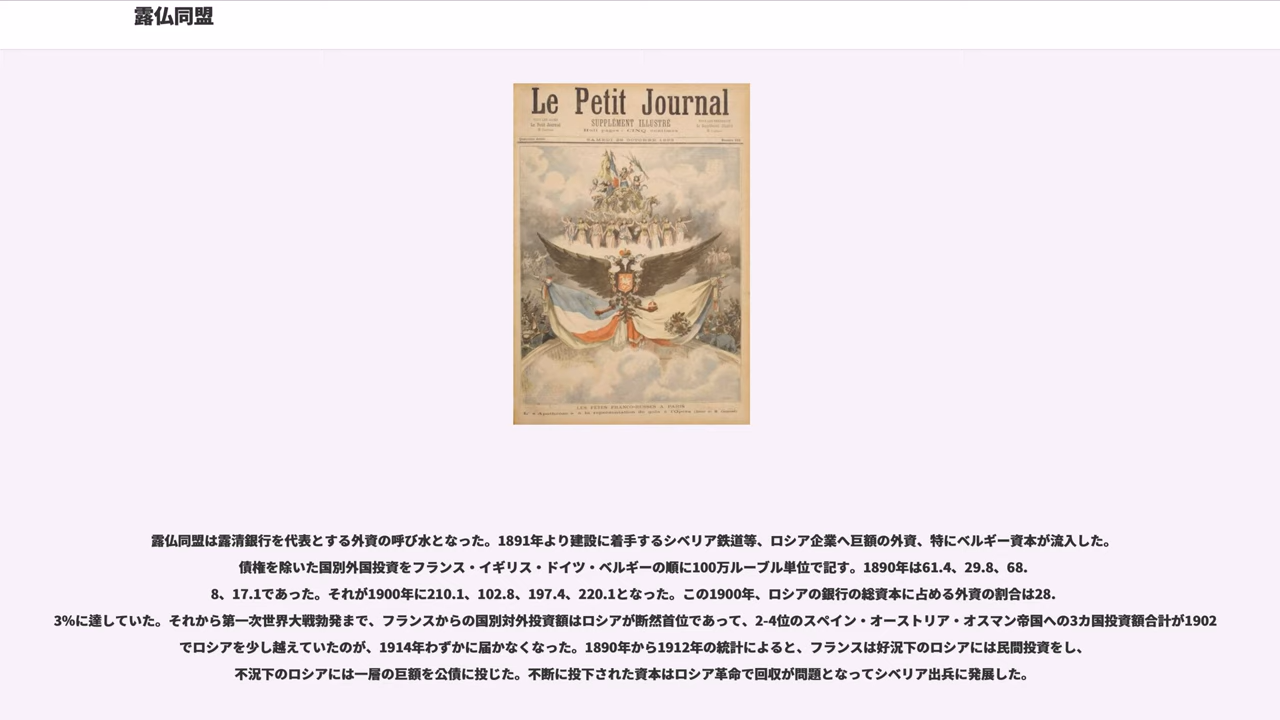 露仏同盟
Le Petit Journal
SUPPLÉMENT ILLUSTRÉ
露仏同盟は露清銀行を代表とする外資の呼び水となった。1891年より建設に着手するシベリア鉄道等、ロシア企業へ巨額の外資、特にベルギー資本が流入した。
債権を除いた国別外国投資をフランス・イギリス・ドイツ・ベルギーの順に100万ルーブル単位で記す。1890年は61.4、29.8、68.
8、17.1であった。それが1900年に210.1、102.8、197.4、220.1となった。この1900年、ロシアの銀行の総資本に占める外資の割合は28.
3%に達していた。それから第一次世界大戦勃発まで、フランスからの国別対外投資額はロシアが断然首位であって、2-4位のスペイン・オーストリア・オスマン帝国への3カ国投資額合計が1902
でロシアを少し越えていたのが、1914年わずかに届かなくなった。1890年から1912年の統計によると、フランスは好況下のロシアには民間投資をし、
不況下のロシアには一層の巨額を公債に投じた。不断に投下された資本はロシア革命で回収が問題となってシベリア出兵に発展した。